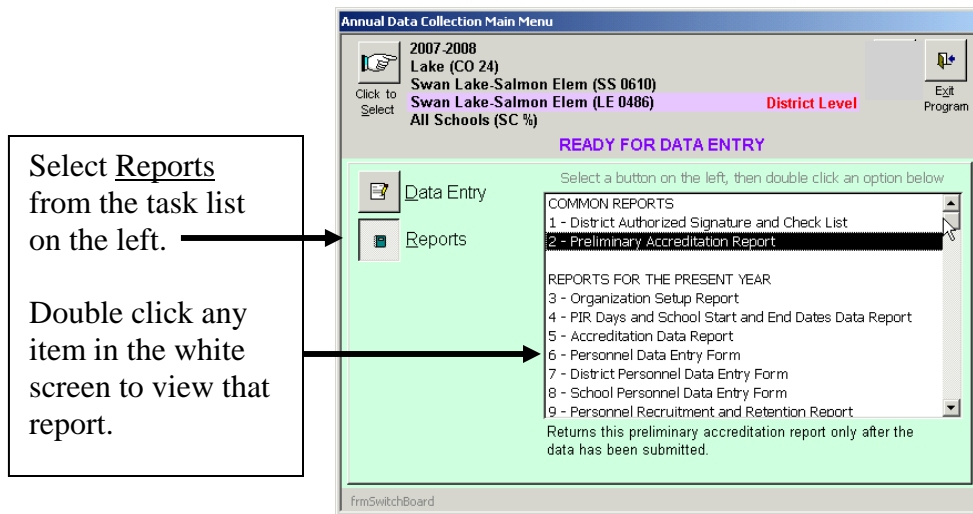 Select Reports
from the task list
on the left.
Double click any
item in the white
screen to view that
report.
Annual Data Collection Main Menu
Click to
Select
2007-2008
Lake (CO 24)
Swan Lake-Salmon Elem (SS 0610)
Swan Lake-Salmon Elem (LE 0486) District Level
All Schools (SC %)
Exit
Program
READY FOR DATA ENTRY
Data Entry
Reports
Select a button on the left, then double click an option below
COMMON REPORTS
1 - District Authorized Signature and Check List
2 - Preliminary Accreditation Report
REPORTS FOR THE PRESENT YEAR
3 - Organization Setup Report
4 - PIR Days and School Start and End Dates Data Report
5 - Accreditation Data Report
6 - Personnel Data Entry Form
7 - District Personnel Data Entry Form
8 - School Personnel Data Entry Form
9 - Personnel Recruitment and Retention Report
Returns this preliminary accreditation report only after the
data has been submitted.
frmSwitchBoard